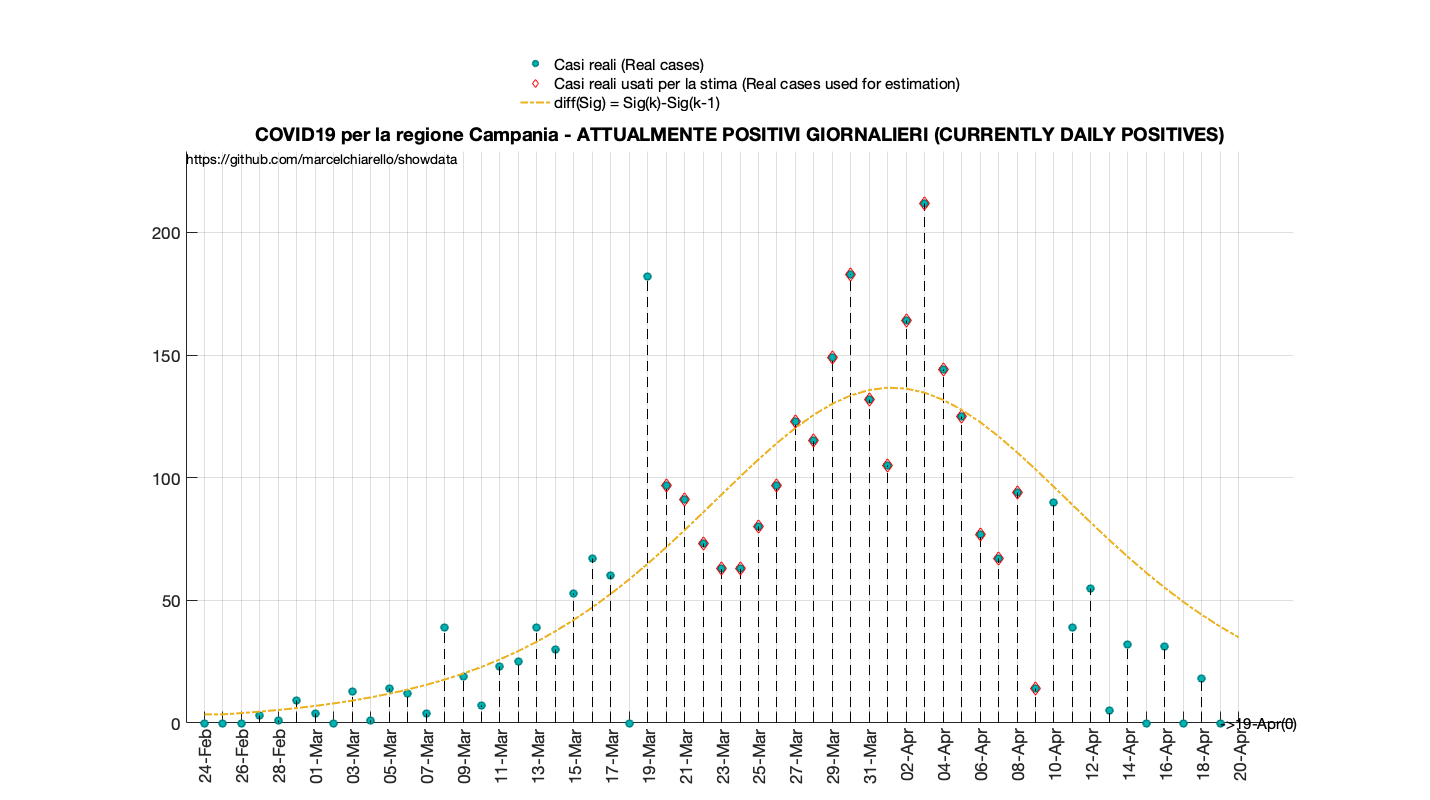 Casi reali (Real cases)
Casi reali usati per la stima (Real cases used for estimation)
diff(Sig) = Sig(k)-Sig(k-1)
COVID19 per la regione Campania - ATTUALMENTE POSITIVI GIORNALIERI (CURRENTLY DAILY POSITIVES)
https://github.com/marcelchiarello/showdata
200
150
100
50
0
->19-Apr(0)
24-Feb
26-Feb
28-Feb
01-Mar
03-Mar
05-Mar
07-Mar
09-Mar
11-Mar
13-Mar
15-Mar
17-Mar
19-Mar
21-Mar
23-Mar
25-Mar
27-Mar
29-Mar
31-Mar
02-Apr
04-Apr
06-Apr
08-Apr
10-Apr
12-Apr
14-Apr
16-Apr
18-Apr
20-Apr